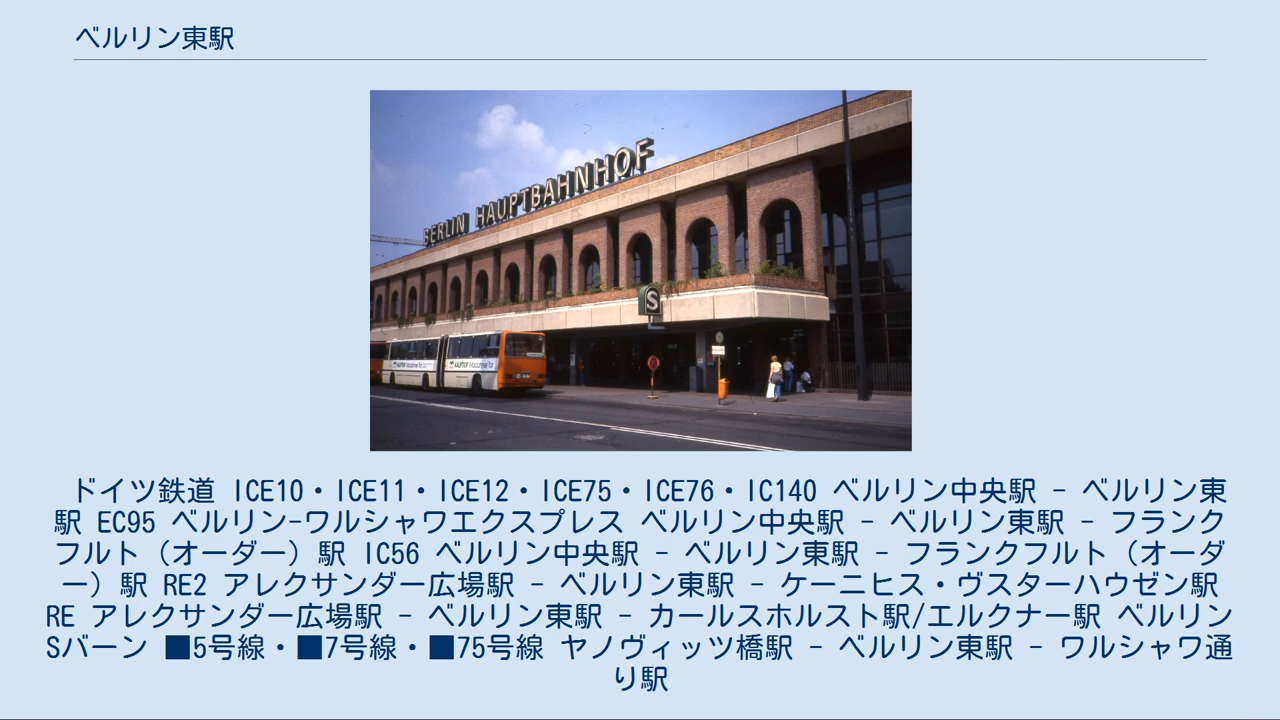 ベルリン東駅
BERLIN HAUPTBAHNHOF
S
ドイツ鉄道 ICE10・ICE11・ICE12・ICE75・ICE76・IC140 ベルリン中央駅 - ベルリン東
駅 EC95 ベルリン-ワルシャワエクスプレス ベルリン中央駅 - ベルリン東駅 - フランク
フルト（オーダー）駅 IC56 ベルリン中央駅 - ベルリン東駅 - フランクフルト（オーダ
ー）駅 RE2 アレクサンダー広場駅 - ベルリン東駅 - ケーニヒス・ヴスターハウゼン駅
RE アレクサンダー広場駅 - ベルリン東駅 - カールスホルスト駅/エルクナー駅 ベルリン
Sバーン ■5号線・■7号線・■75号線 ヤノヴィッツ橋駅 - ベルリン東駅 - ワルシャワ通
り駅